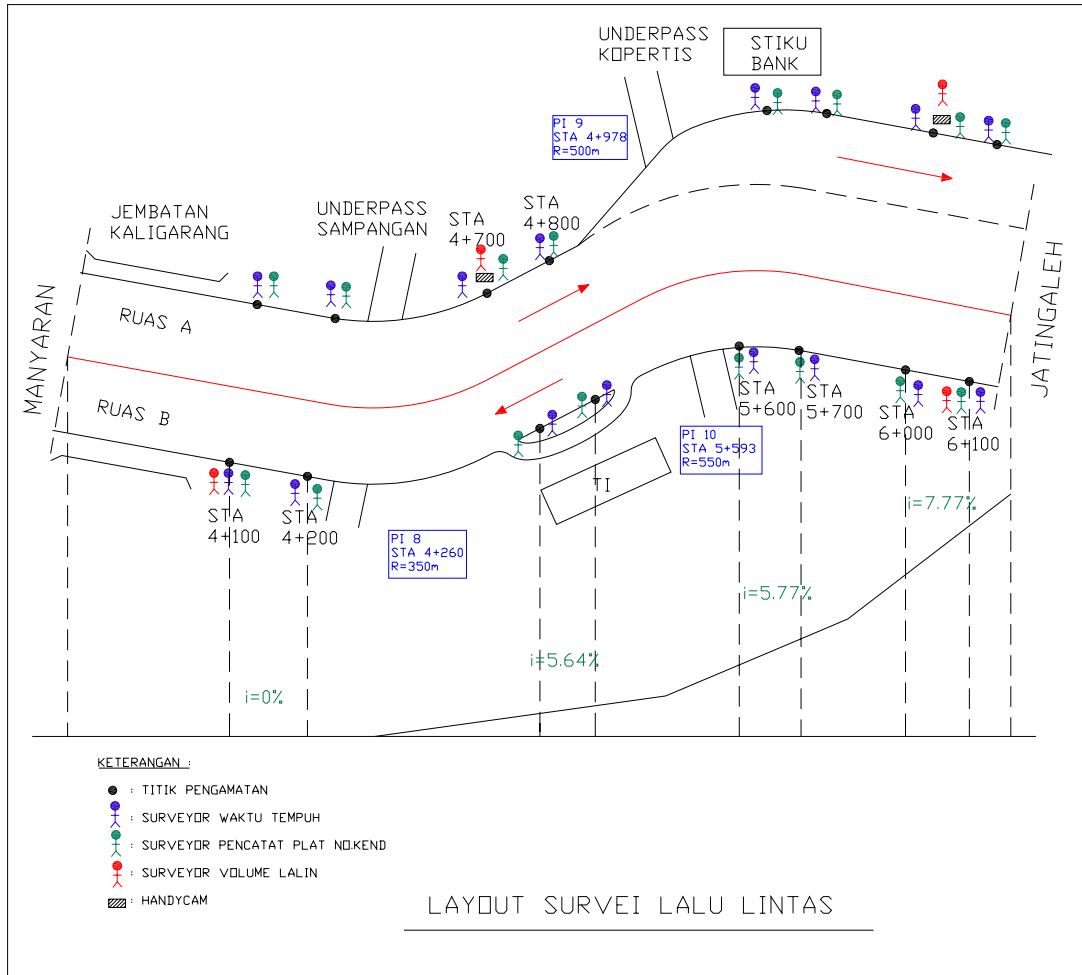 UNDERPASS
KOPERTIS
STIKU
BANK
PI 9
STA 4+978
R=500m
JEMBATAN
KALIGARANG
UNDERPASS
SAMPANGAN
STA
4+700
STA
4+800
MANYARAN
RUAS A
RUAS B
JATINGALEH
STA
5+600
STA
5+700
STA
6+000
STA
6+100
PI 10
STA 5+593
R=550m
TI
STA
4+100
STA
4+200
PI 8
STA 4+260
R=350m
i=7.77%
i=5.77%
i=5.64%
i=0%
KETERANGAN :
: TITIK PENGAMATAN
: SURVEYOR WAKTU TEMPUH
: SURVEYOR PENCATAT PLAT NO.KEND
: SURVEYOR VOLUME LALIN
: HANDYCAM
LAYOUT SURVEI LALU LINTAS